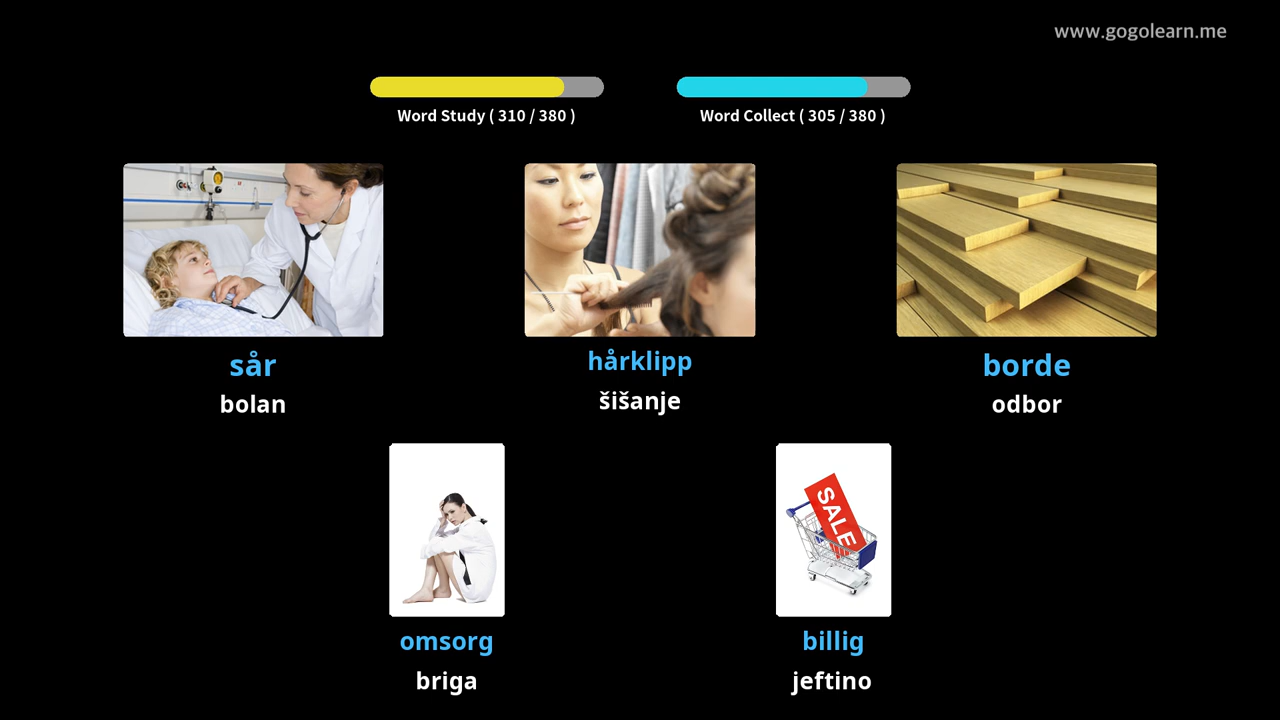 www.gogolearn.me
Word Study ( 310 / 380 )
Word Collect ( 305 / 380 )
sår
hårklipp
borde
bolan
šišanje
odbor
SALE
omsorg
billig
briga
jeftino